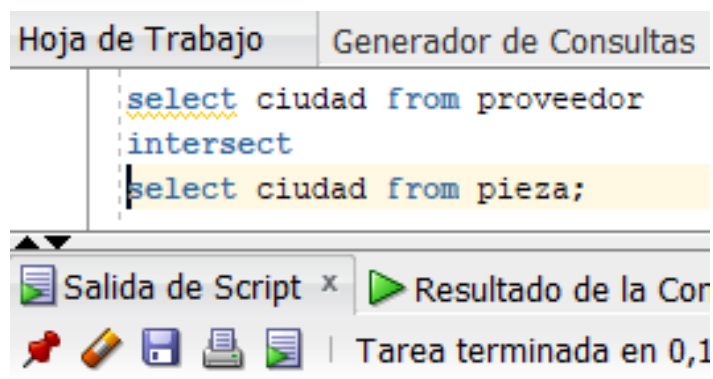 Hoja de Trabajo Generador de Consultas
select ciudad from proveedor
intersect
select ciudad from pieza;
Salida de Script x Resultado de la Con
Tarea terminada en 0,1